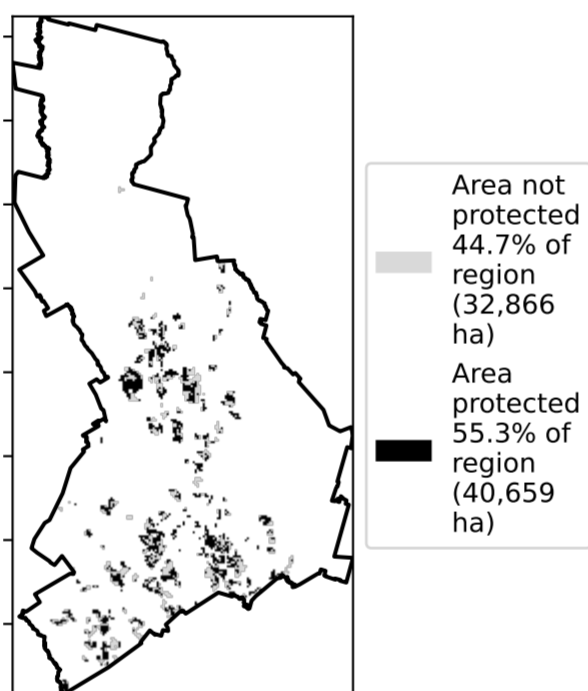 Area not
protected
44.7% of
region
(32,866
ha)
Area
protected
55.3% of
region
(40,659
ha)